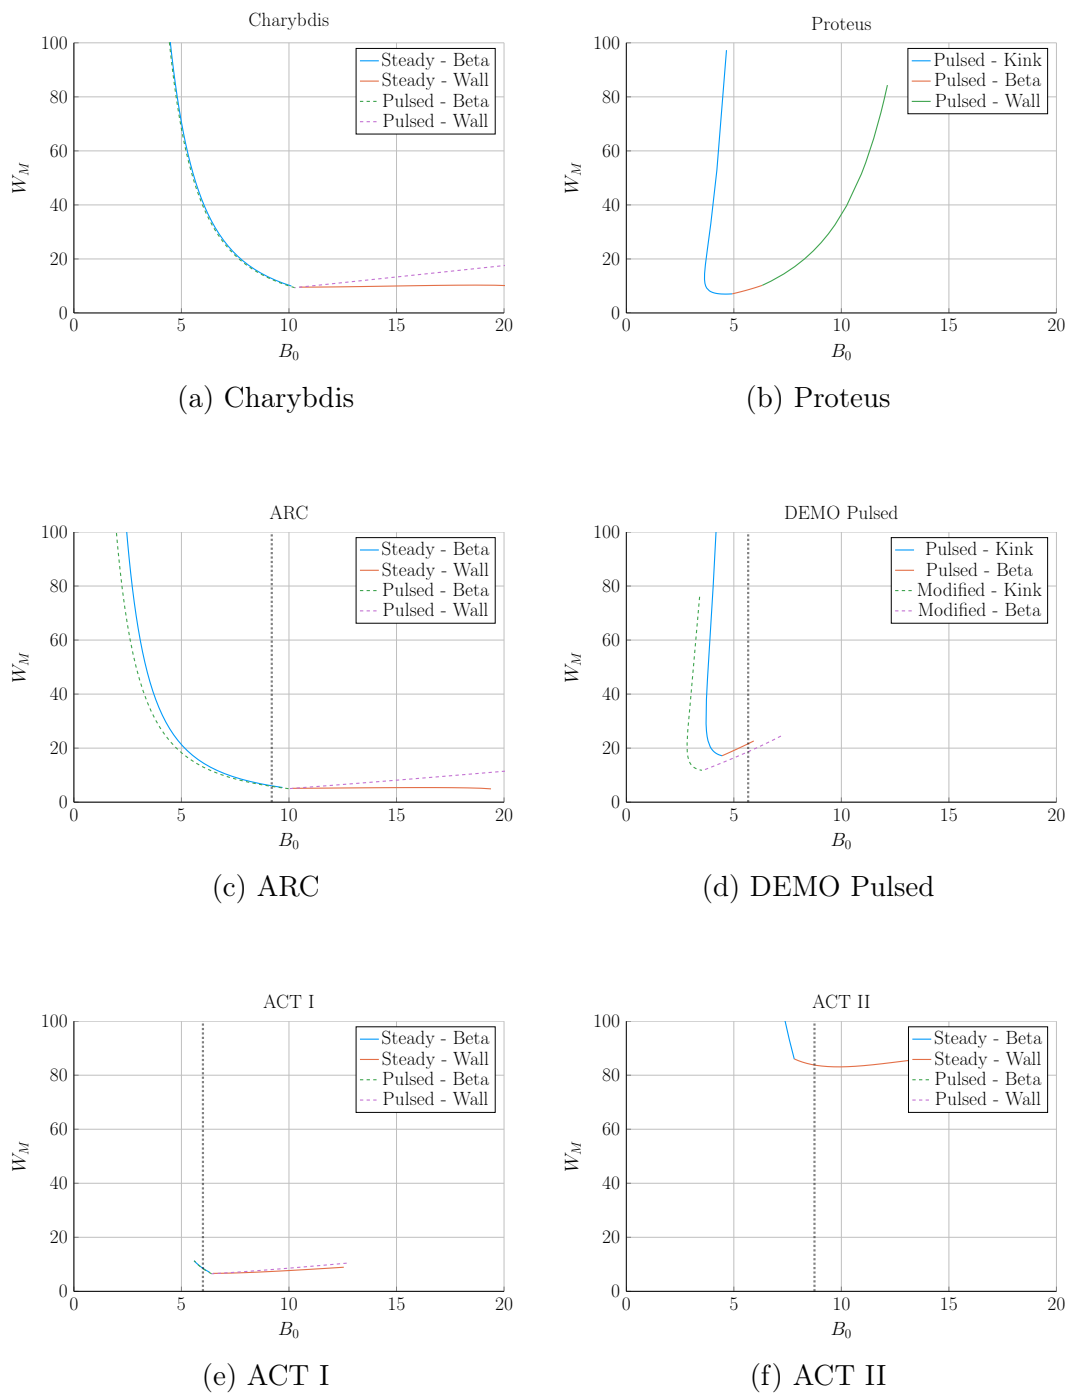 Charybdis
100
80
60
40
20
0
W_M
Steady - Beta
Steady - Wall
Pulsed - Beta
Pulsed - Wall
0 5 10 15 20
B_0
(a) Charybdis
Proteus
100
80
60
40
20
0
W_M
Pulsed - Kink
Pulsed - Beta
Pulsed - Wall
0 5 10 15 20
B_0
(b) Proteus
ARC
100
80
60
40
20
0
W_M
Steady - Beta
Steady - Wall
Pulsed - Beta
Pulsed - Wall
0 5 10 15 20
B_0
(c) ARC
DEMO Pulsed
100
80
60
40
20
0
W_M
Pulsed - Kink
Pulsed - Beta
Modified - Kink
Modified - Beta
0 5 10 15 20
B_0
(d) DEMO Pulsed
ACT I
100
80
60
40
20
0
W_M
Steady - Beta
Steady - Wall
Pulsed - Beta
Pulsed - Wall
0 5 10 15 20
B_0
(e) ACT I
ACT II
100
80
60
40
20
0
W_M
Steady - Beta
Steady - Wall
Pulsed - Beta
Pulsed - Wall
0 5 10 15 20
B_0
(f) ACT II